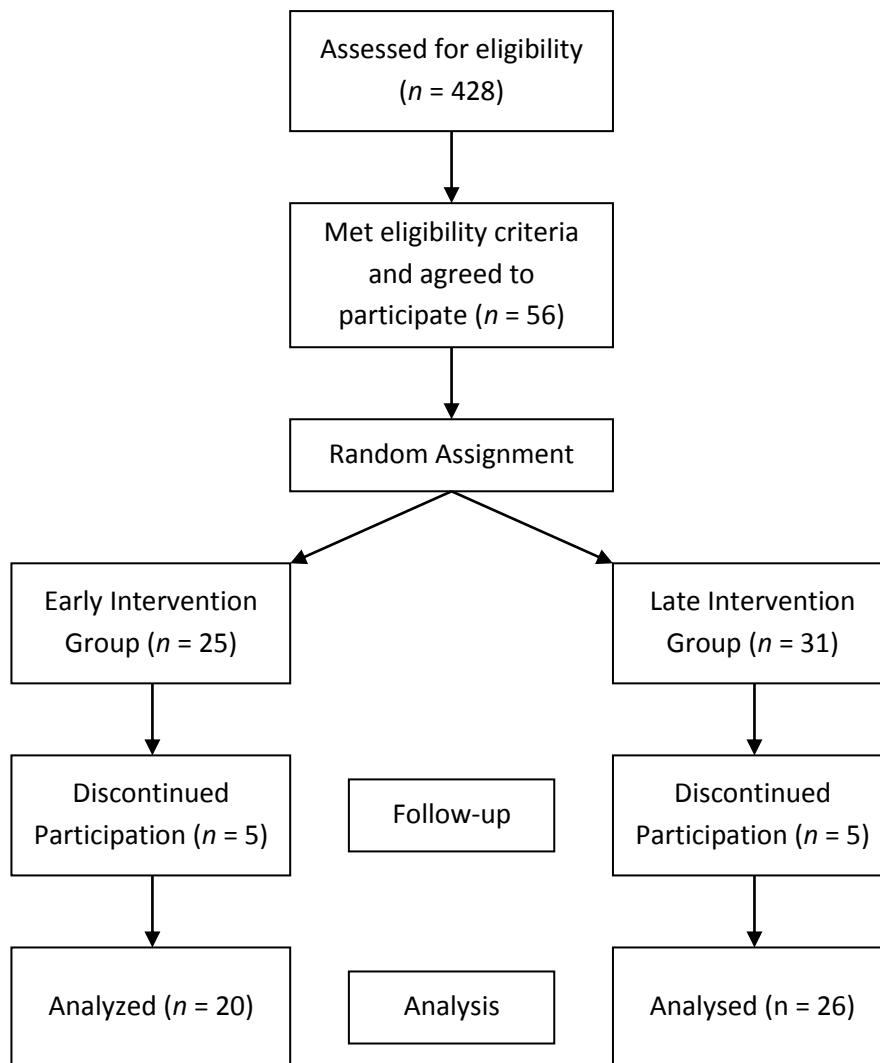 Assessed for eligibility
(n = 428)
Met eligibility criteria
and agreed to
participate (n = 56)
Random Assignment
Early Intervention
Group (n = 25)
Late Intervention
Group (n = 31)
Discontinued
Participation (n = 5)
Follow-up
Discontinued
Participation (n = 5)
Analyzed (n = 20)
Analysis
Analysed (n = 26)